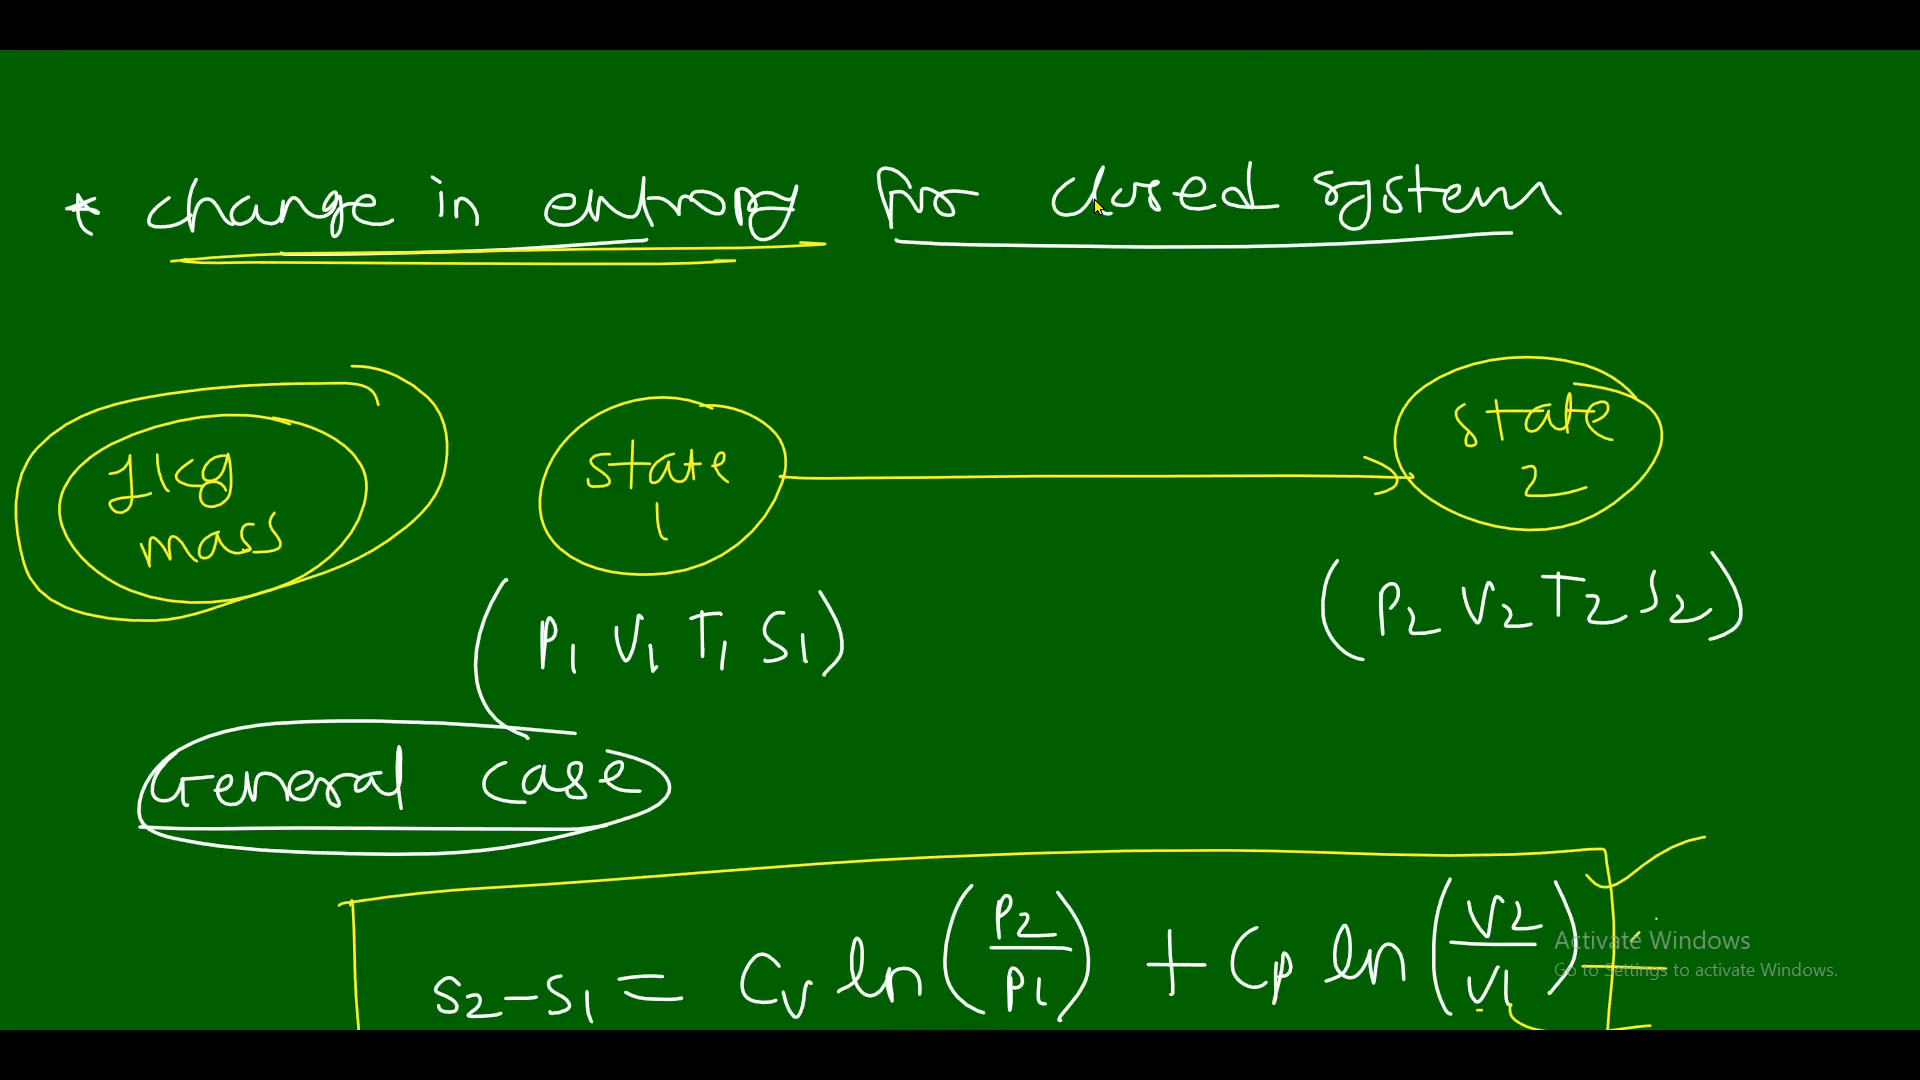 * change in entropy for closed system
1kg
mass
state
1
state
2
(P1 V1 T1 S1)
(P2 V2 T2 S2)
General case
S2-S1 = Cv ln(P2/P1) + Cp ln(V2/V1)
Activate Windows
Go to Settings to activate Windows.